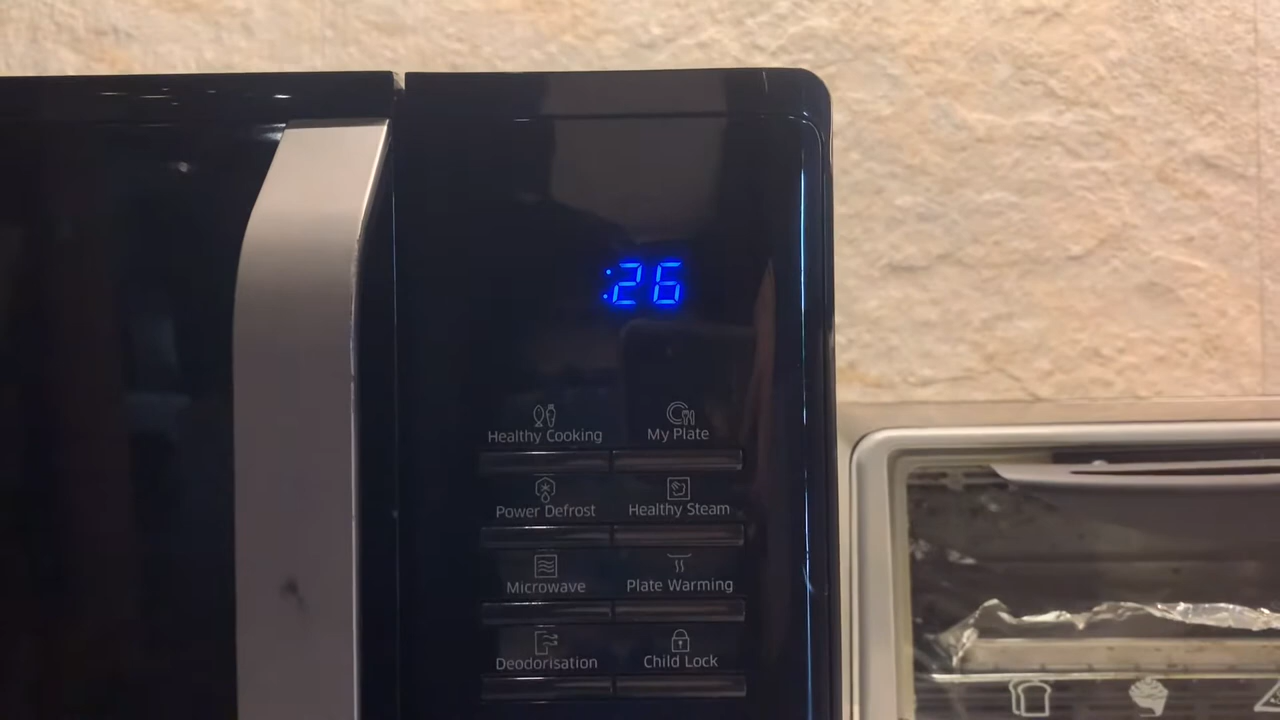 :26
Healthy Cooking My Plate
Power Defrost Healthy Steam
Microwave Plate Warming
Deodorisation Child Lock